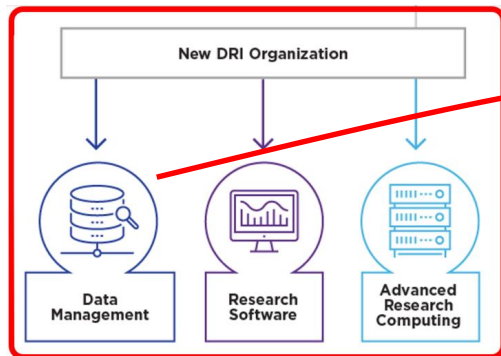 New DRI Organization
Data
Management
Research
Software
Advanced
Research
Computing